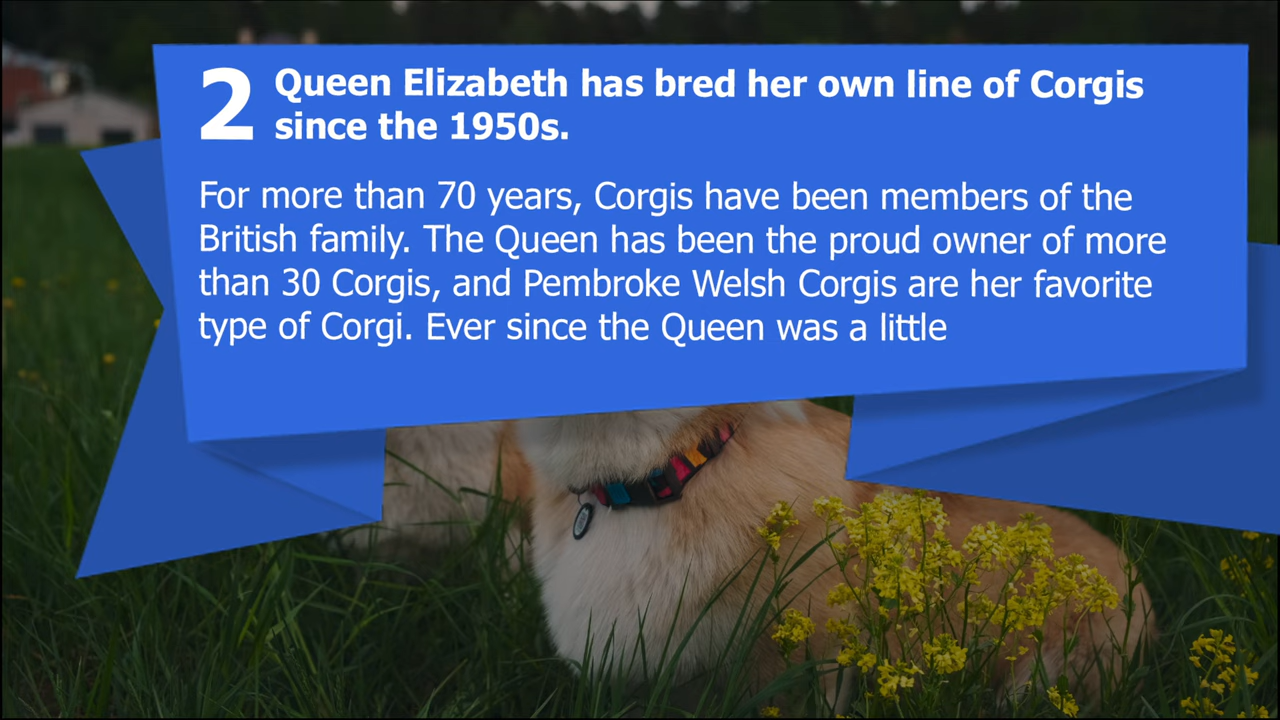 2 Queen Elizabeth has bred her own line of Corgis
since the 1950s.
For more than 70 years, Corgis have been members of the
British family. The Queen has been the proud owner of more
than 30 Corgis, and Pembroke Welsh Corgis are her favorite
type of Corgi. Ever since the Queen was a little